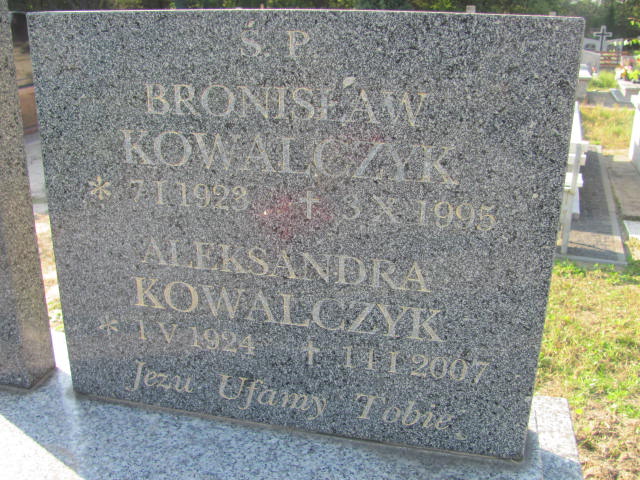 Ś P
BRONISŁAW
KOWALCZYK
* 7 I 1923 † 3 X 1995
ALEKSANDRA
KOWALCZYK
* 1 V 1924 † 11 I 2007
Jezu Ufamy Tobie